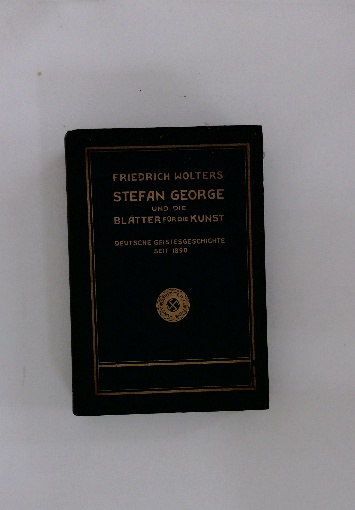 FRIEDRICH WOLTERS
STEFAN GEORGE
UND DIE
BLÄTTER FÜR DIE KUNST
DEUTSCHE GEISTESGESCHICHTE
SEIT 1890